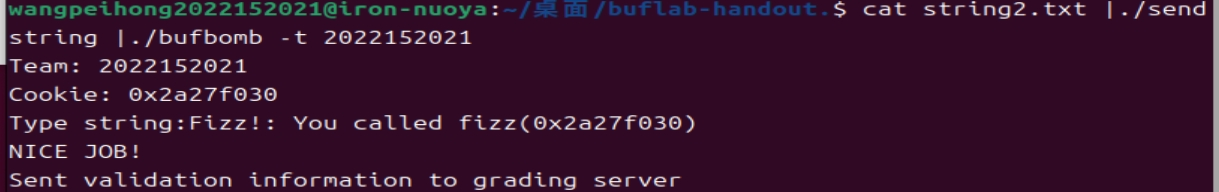 wangpeihong2022152021@iron-nuoya:~/桌面/buflab-handout.$ cat string2.txt |./send
string |./bufbomb -t 2022152021
Team: 2022152021
Cookie: 0x2a27f030
Type string:Fizz!: You called fizz(0x2a27f030)
NICE JOB!
Sent validation information to grading server